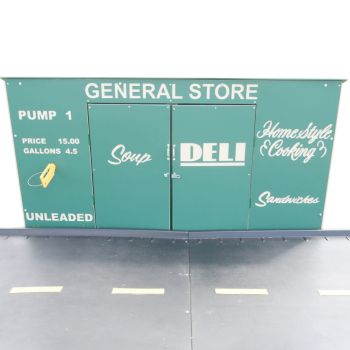 GENERAL STORE
PUMP 1
PRICE 15.00
GALLONS 4.5
UNLEADED
Soup
DELI
Home Style
& Cooking
Sandwiches